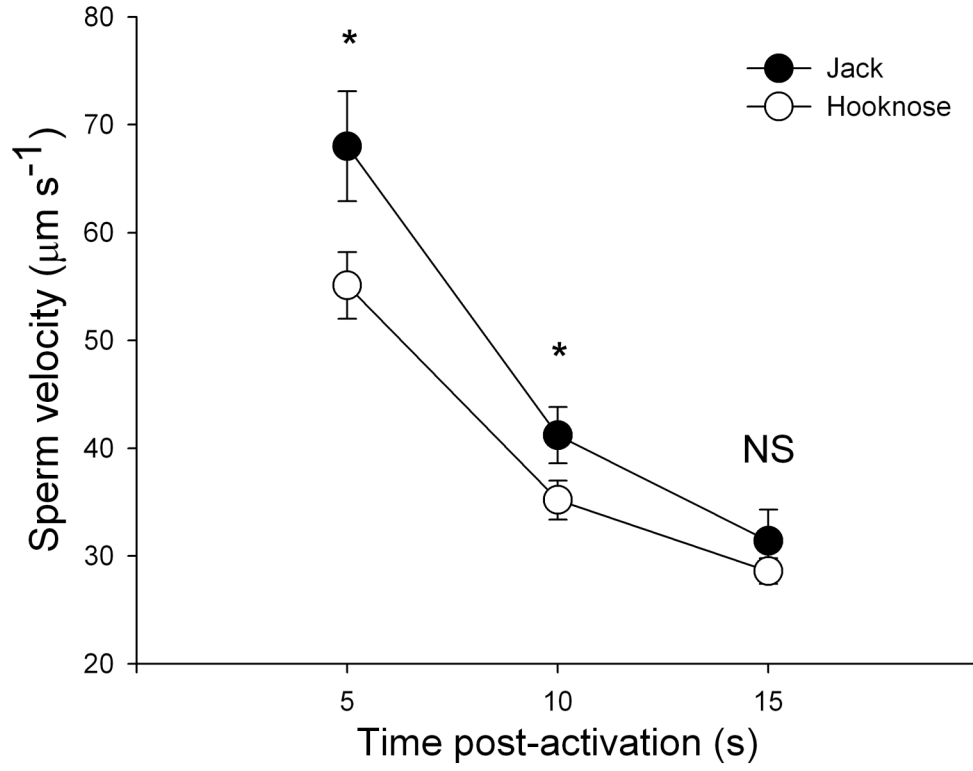 80
70
60
50
40
30
20
Sperm velocity (μm s⁻¹)
*
*
NS
Jack
Hooknose
5 10 15
Time post-activation (s)